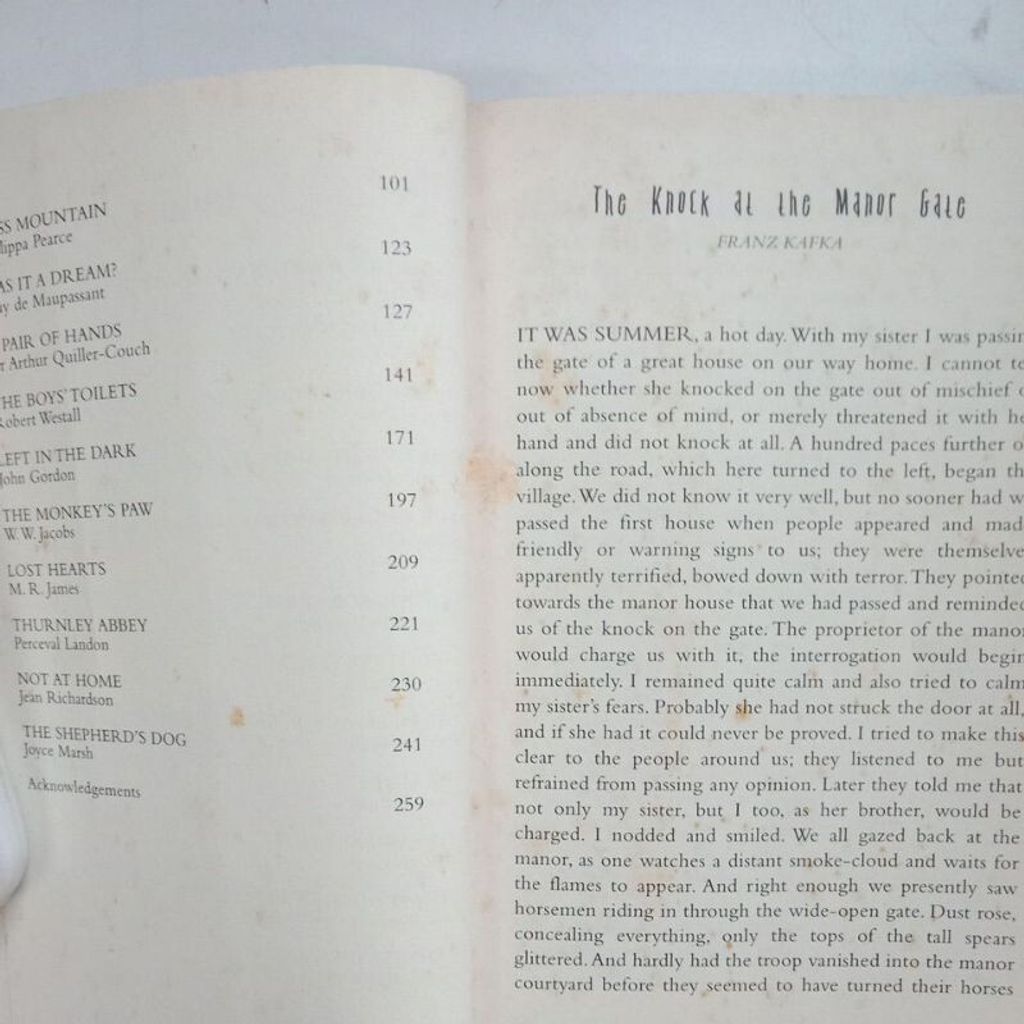 SS MOUNTAIN 101
Pearce
IT A DREAM? 123
de Maupassant
PAIR OF HANDS 127
Arthur Quiller-Couch
BOYS' TOILETS 141
Robert Westall
LEFT IN THE DARK 171
John Gordon
THE MONKEY'S PAW 197
W. W. Jacobs
LOST HEARTS 209
M. R. James
THURNLEY ABBEY 221
Perceval Landon
NOT AT HOME 230
Jean Richardson
THE SHEPHERD'S DOG 241
Joyce Marsh
Acknowledgements 259
The Knock at the Manor Gate
FRANZ KAFKA
IT WAS SUMMER, a hot day. With my sister I was
the gate of a great house on our way home. I cannot
now whether she knocked on the gate out of mischief
out of absence of mind, or merely threatened it with
hand and did not knock at all. A hundred paces further
along the road, which here turned to the left, began
village. We did not know it very well, but no sooner had
passed the first house when people appeared and
friendly or warning signs to us; they were
apparently terrified, bowed down with terror. They
towards the manor house that we had passed and
us of the knock on the gate. The proprietor of the
would charge us with it, the interrogation would
immediately. I remained quite calm and also tried to calm
my sister's fears. Probably she had not struck the door at all,
and if she had it could never be proved. I tried to make this
clear to the people around us; they listened to me but
refrained from passing any opinion. Later they told me that
not only my sister, but I too, as her brother, would be
charged. I nodded and smiled. We all gazed back at the
manor, as one watches a distant smoke-cloud and waits for
the flames to appear. And right enough we presently saw
horsemen riding in through the wide-open gate. Dust rose,
concealing everything, only the tops of the tall spears
glittered. And hardly had the troop vanished into the manor
courtyard before they seemed to have turned their horses